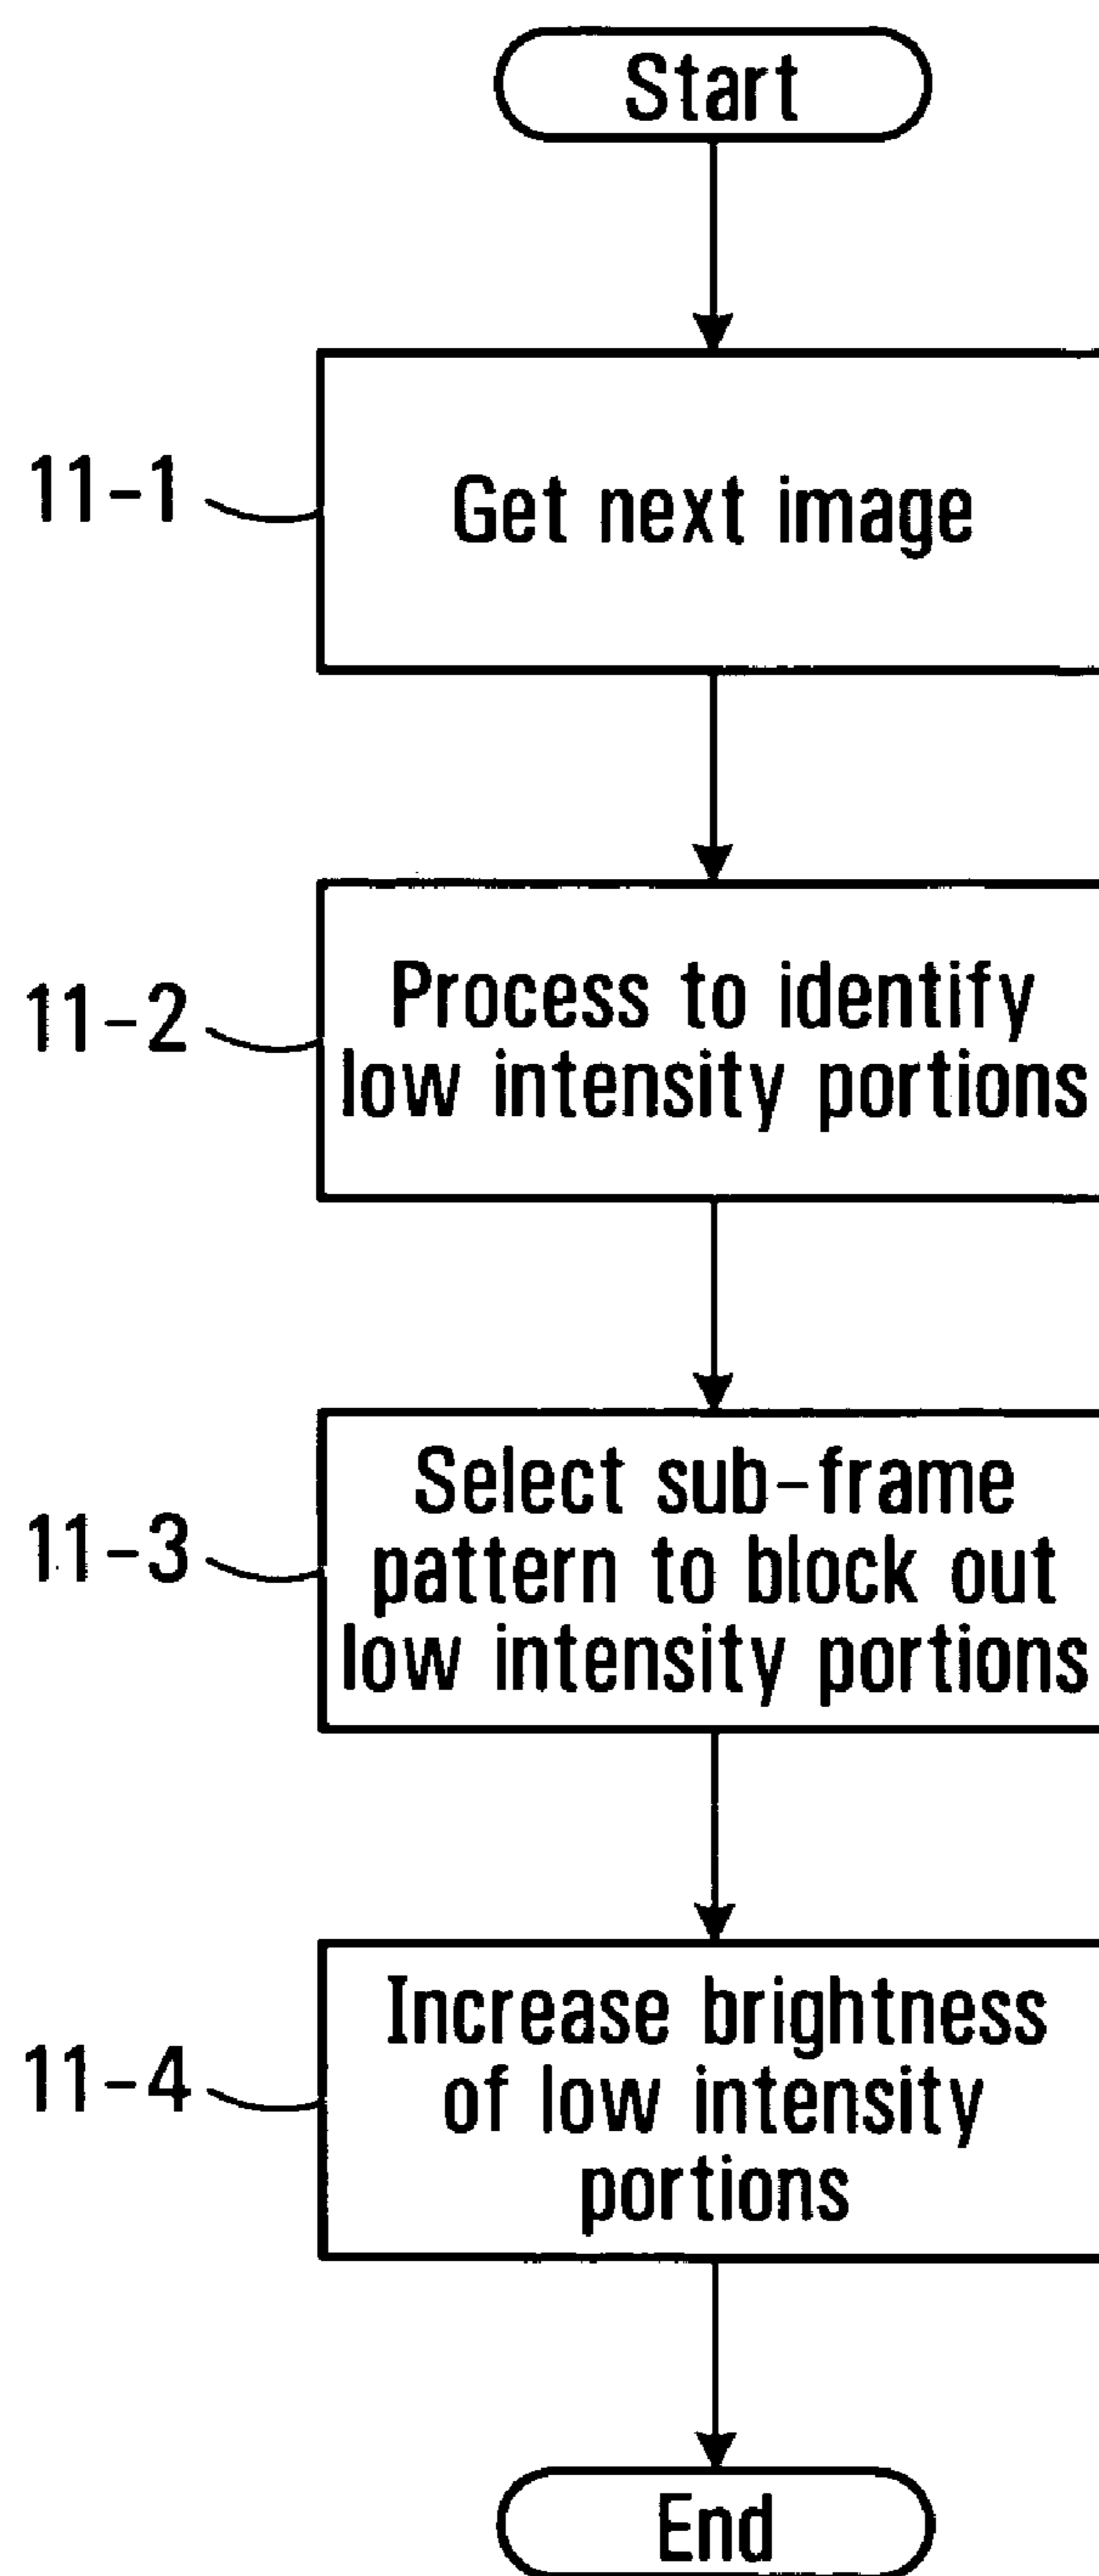 Start
11-1
Get next image
11-2
Process to identify
low intensity portions
11-3
Select sub-frame
pattern to block out
low intensity portions
11-4
Increase brightness
of low intensity
portions
End